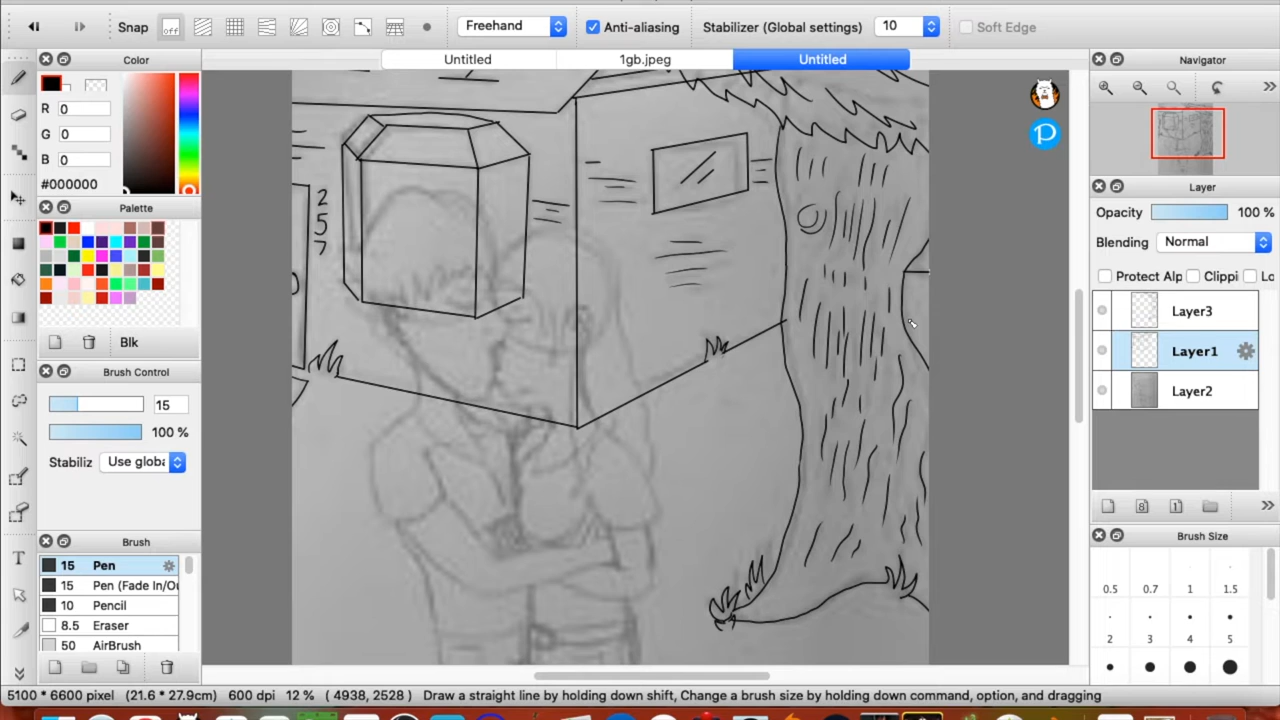 Snap
off
Freehand
Anti-aliasing
Stabilizer (Global settings)
10
Soft Edge
Color
Untitled
1gb.jpeg
Untitled
Navigator
R 0
G 0
B 0
#000000
Palette
Blk
Brush Control
15
100 %
Stabiliz Use globa
Brush
15 Pen
15 Pen (Fade In/Ou
10 Pencil
8.5 Eraser
50 AirBrush
2
5
7
P
Layer
Opacity 100 %
Blending Normal
Protect Alp Clippi Lo
Layer3
Layer1
Layer2
8 1
Brush Size
0.5 0.7 1 1.5
2 3 4 5
T
5100 * 6600 pixel (21.6 * 27.9cm) 600 dpi 12 % ( 4938, 2528 ) Draw a straight line by holding down shift, Change a brush size by holding down command, option, and dragging